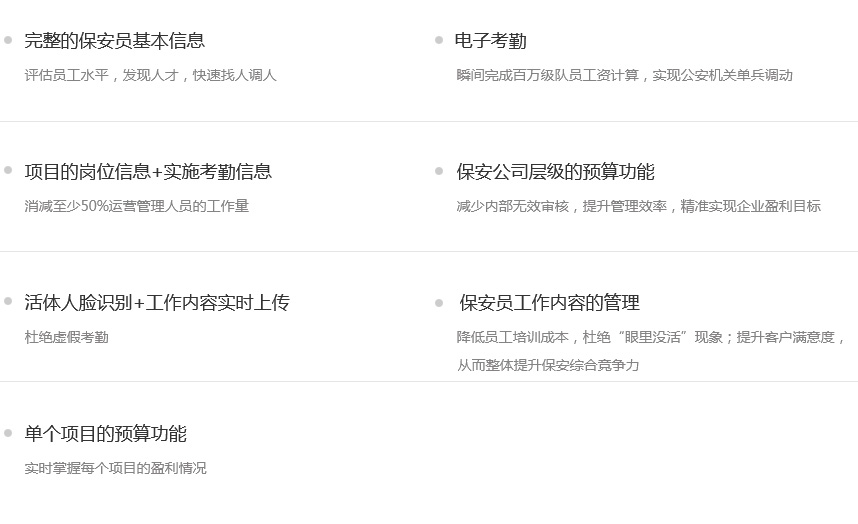 完整的保安员基本信息
评估员工水平，发现人才，快速找人调人
电子考勤
瞬间完成百万级队员工资计算，实现公安机关单兵调动
项目的岗位信息+实施考勤信息
消减至少50%运营管理人员的工作量
保安公司层级的预算功能
减少内部无效审核，提升管理效率，精准实现企业盈利目标
活体人脸识别+工作内容实时上传
杜绝虚假考勤
保安员工作内容的管理
降低员工培训成本，杜绝“眼里没活”现象；提升客户满意度，
从而整体提升保安综合竞争力
单个项目的预算功能
实时掌握每个项目的盈利情况